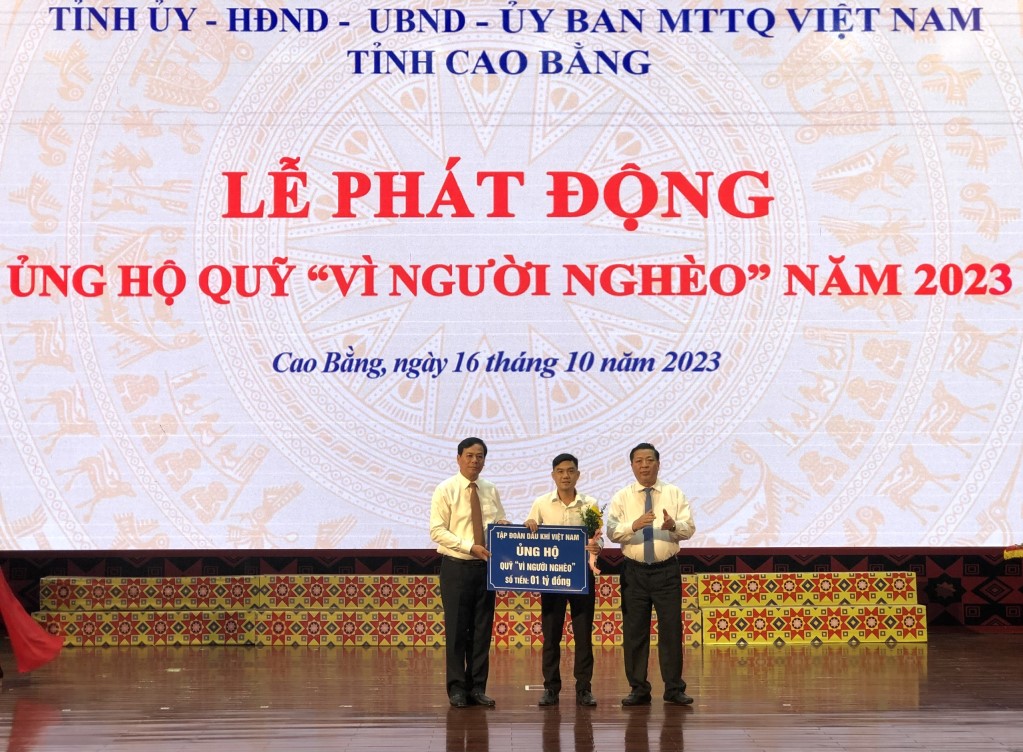 TỈNH ỦY - HĐND - UBND - ỦY BAN MTTQ VIỆT NAM
TỈNH CAO BẰNG
LỄ PHÁT ĐỘNG
ỦNG HỘ QUỸ “VÌ NGƯỜI NGHÈO” NĂM 2023
Cao Bằng, ngày 16 tháng 10 năm 2023
TẬP ĐOÀN DẦU KHÍ VIỆT NAM
ỦNG HỘ
QUỸ "VÌ NGƯỜI NGHÈO"
SỐ TIỀN: 01 tỷ đồng